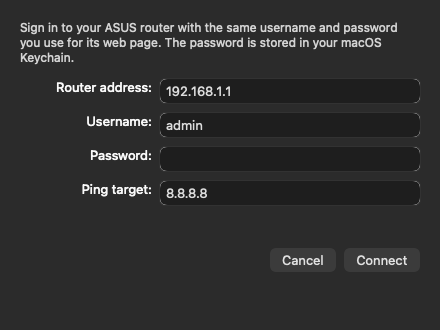 Sign in to your ASUS router with the same username and password
you use for its web page. The password is stored in your macOS
Keychain.
Router address: 192.168.1.1
Username: admin
Password:
Ping target: 8.8.8.8
Cancel Connect